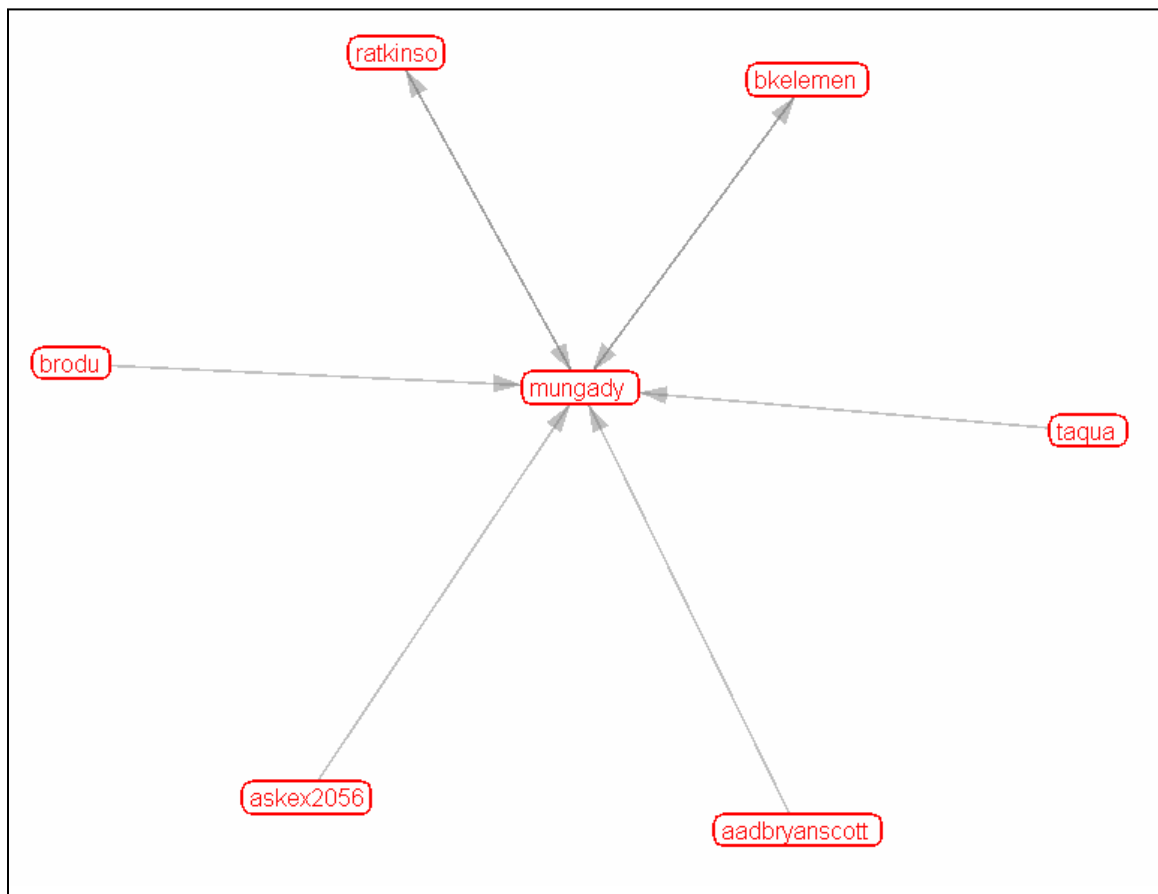 ratkinso
bkelemen
brodu
mungady
taqua
askex2056
aadbryanscott